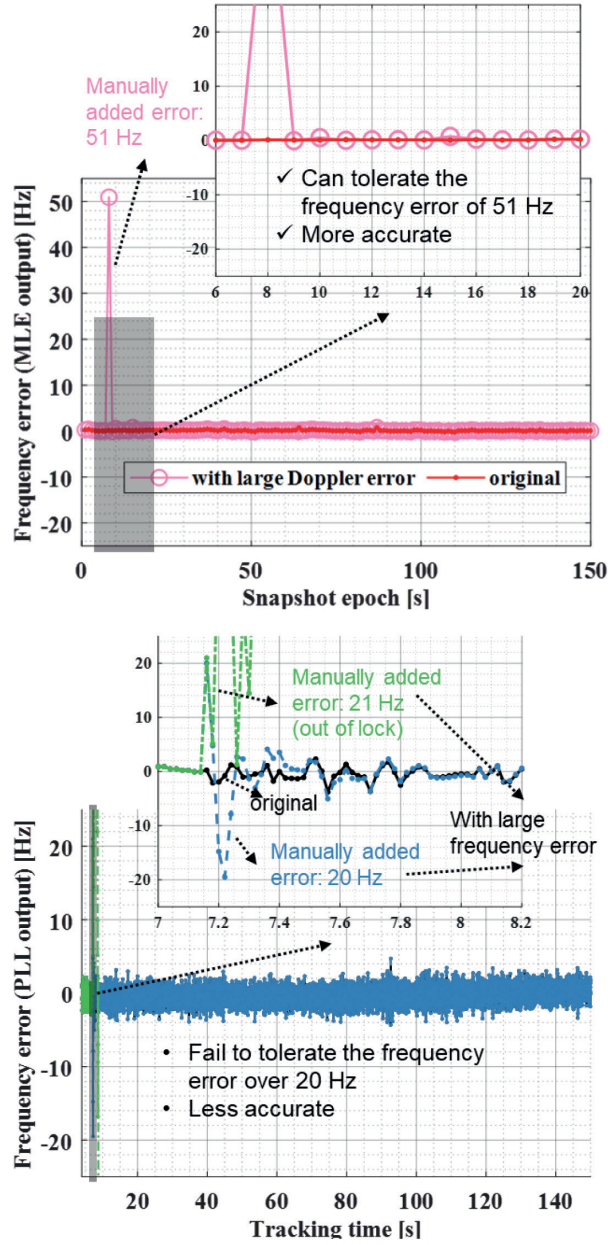 20
10
0
-10
-20
6
8
10
12
14
16
18
20
Manually
added error:
51 Hz
✓ Can tolerate the
frequency error of 51 Hz
✓ More accurate
Frequency error (MLE output) [Hz]
50
40
30
20
10
0
-10
-20
with large Doppler error
original
0
50
100
150
Snapshot epoch [s]
20
10
0
-10
-20
Manually added
error: 21 Hz
(out of lock)
original
With large
frequency error
Manually added
error: 20 Hz
7
7.2
7.4
7.6
7.8
8
8.2
Frequency error (PLL output) [Hz]
20
10
0
-10
-20
• Fail to tolerate the frequency
error over 20 Hz
• Less accurate
20
40
60
80
100
120
140
Tracking time [s]